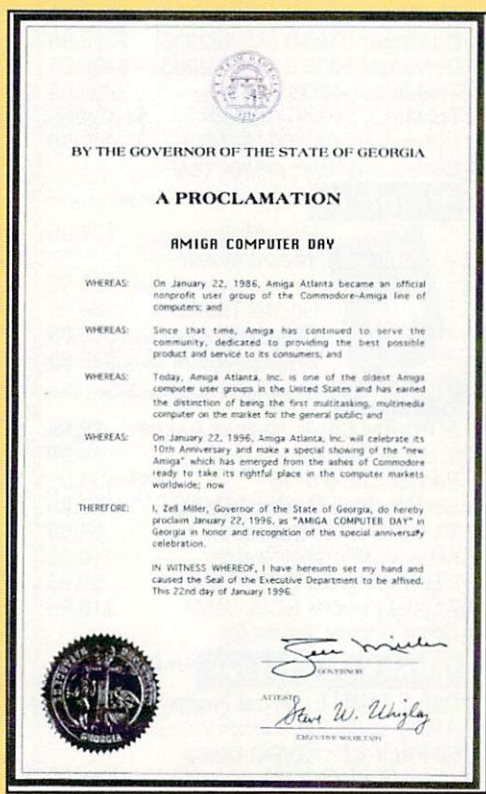 STATE OF GEORGIA
1776
BY THE GOVERNOR OF THE STATE OF GEORGIA
A PROCLAMATION
AMIGA COMPUTER DAY
WHEREAS: On January 22, 1986, Amiga Atlanta became an official
nonprofit user group of the Commodore-Amiga line of
computers; and
WHEREAS: Since that time, Amiga has continued to serve the
community, dedicated to providing the best possible
product and service to its consumers; and
WHEREAS: Today, Amiga Atlanta, Inc. is one of the oldest Amiga
computer user groups in the United States and has earned
the distinction of being the first multitasking, multimedia
computer on the market for the general public; and
WHEREAS: On January 22, 1996, Amiga Atlanta, Inc. will celebrate its
10th Anniversary and make a special showing of the "new
Amiga" which has emerged from the ashes of Commodore
ready to take its rightful place in the computer markets
worldwide; now
THEREFORE: I, Zell Miller, Governor of the State of Georgia, do hereby
proclaim January 22, 1996, as "AMIGA COMPUTER DAY" in
Georgia in honor and recognition of this special anniversary
celebration.
IN WITNESS WHEREOF, I have hereunto set my hand and
caused the Seal of the Executive Department to be affixed.
This 22nd day of January 1996.
Zell Miller
GOVERNOR
ATTEST
Steve W. Wrigley
EXECUTIVE SECRETARY
GEORGIA